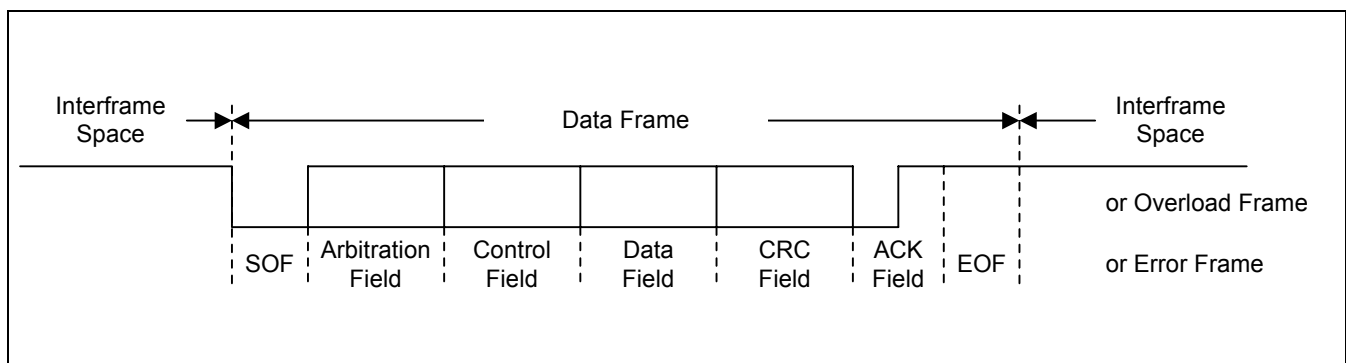 Interframe
Space
Data Frame
Interframe
Space
or Overload Frame
SOF
Arbitration
Field
Control
Field
Data
Field
CRC
Field
ACK
Field
EOF
or Error Frame